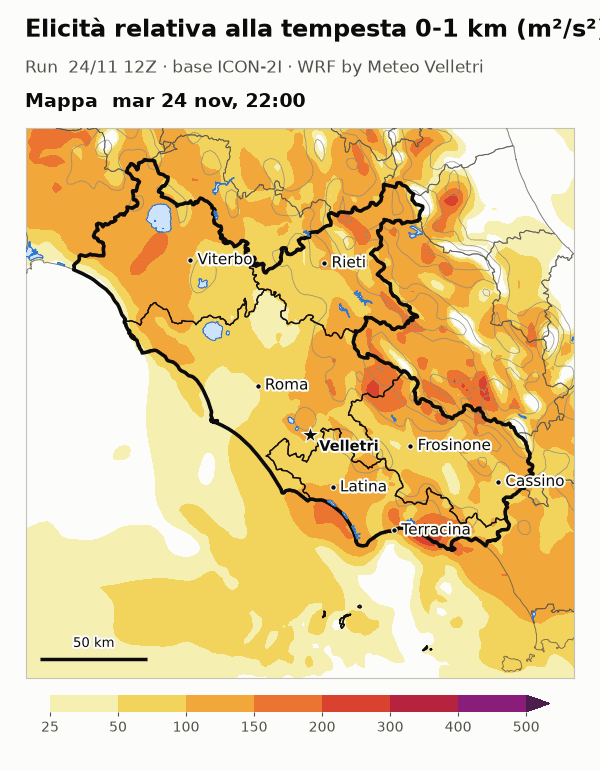 Elicità relativa alla tempesta 0-1 km (m²/s²)
Run 24/11 12Z · base ICON-2I · WRF by Meteo Velletri
Mappa mar 24 nov, 22:00
Viterbo
Rieti
Roma
Velletri
Frosinone
Latina
Cassino
Terracina
50 km
25 50 100 150 200 300 400 500